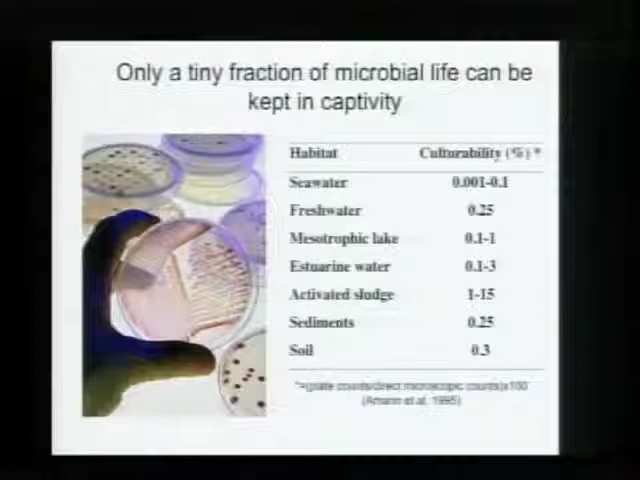 Only a tiny fraction of microbial life can be
kept in captivity
Habitat Culturability (%) *
Seawater 0.001-0.1
Freshwater 0.25
Mesotrophic lake 0.1-1
Estuarine water 0.1-3
Activated sludge 1-15
Sediments 0.25
Soil 0.3
*=(plate counts/direct microscopic counts)x100
(Amann et al. 1995)